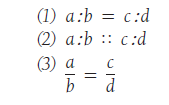 (1) a:b = c:d
(2) a:b :: c:d
(3) a/b = c/d